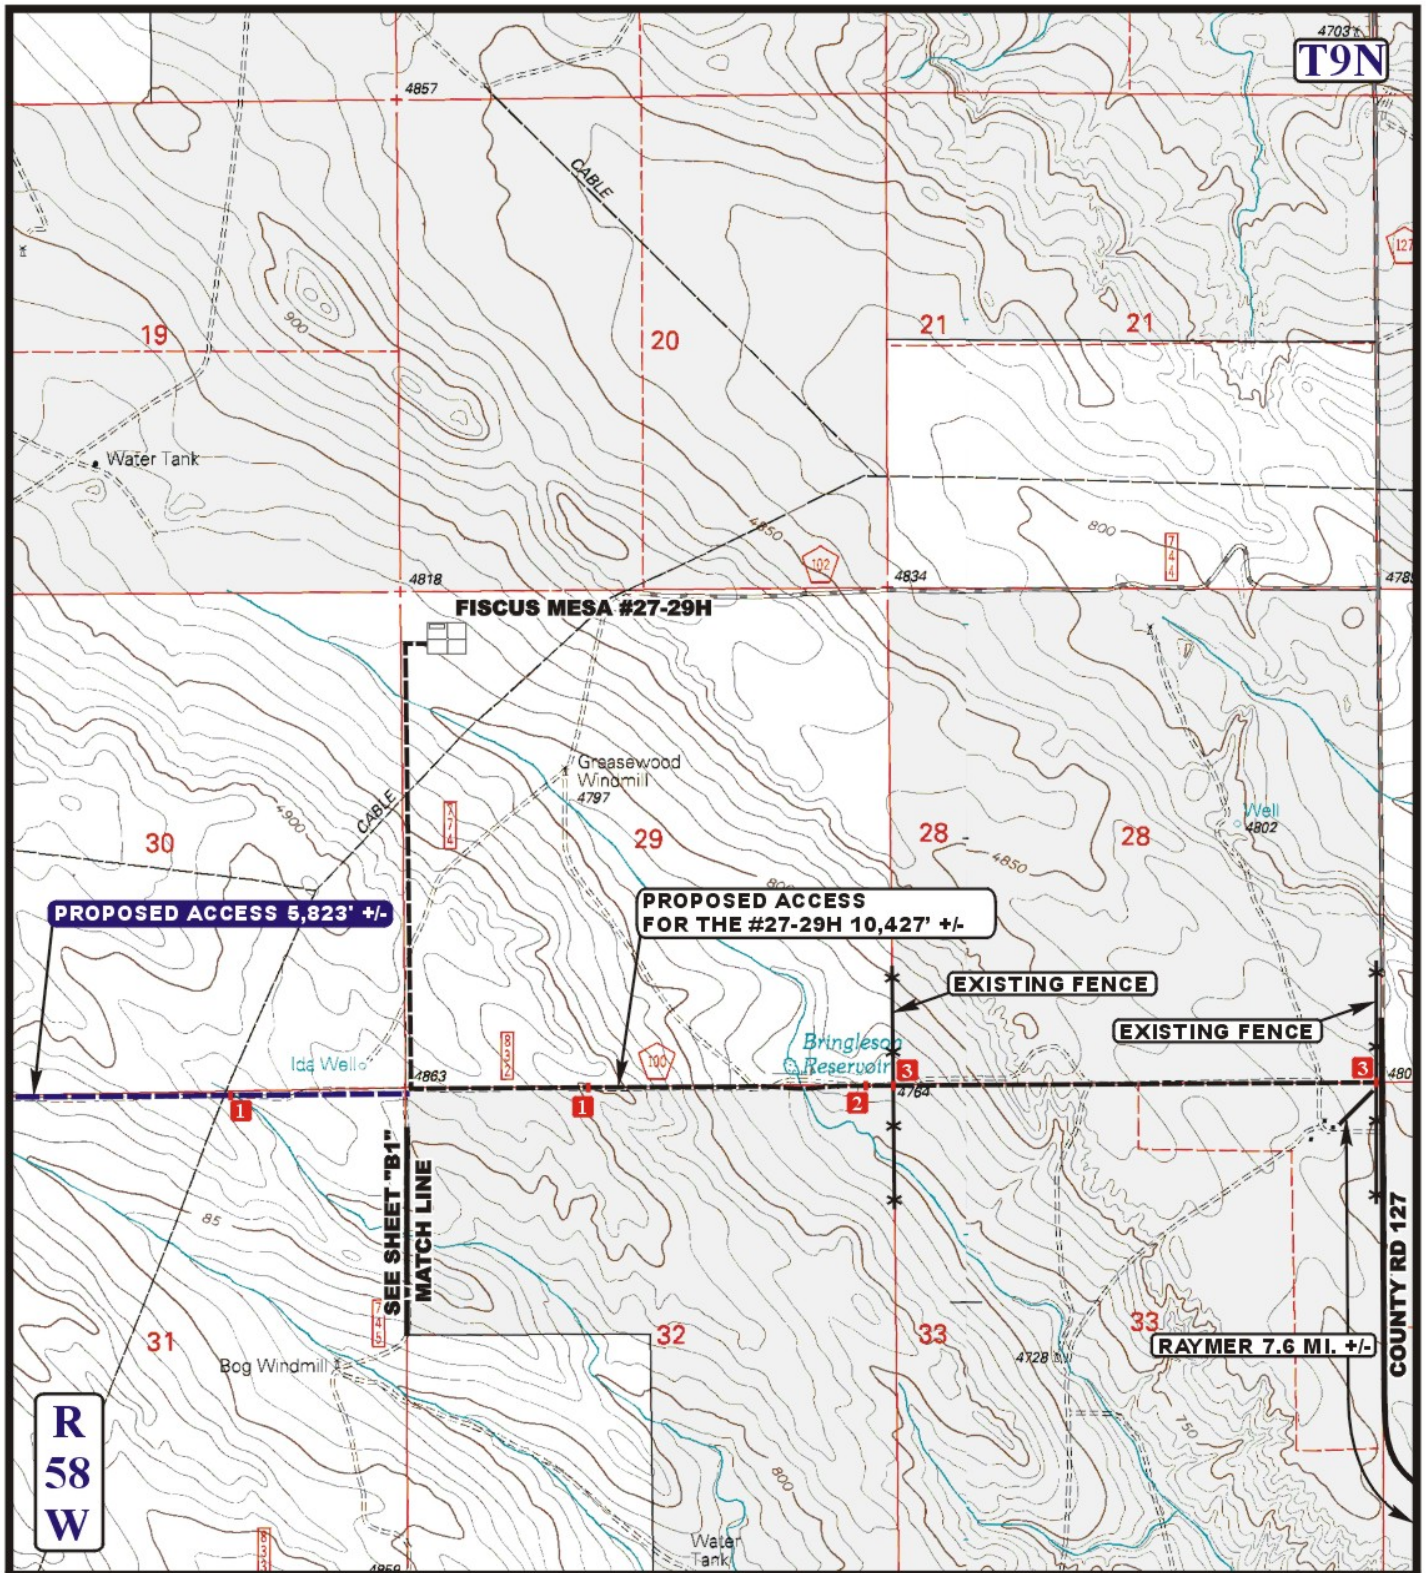 4703
T9N
4857
CABLE
127
900
19
20
21
21
Water Tank
4850
800
102
744
4818
4834
FISCUS MESA #27-29H
Greasewood
Windmill
4797
Well
4802
4900
CABLE
774
30
29
28
28
4850
PROPOSED ACCESS 5,823' +/-
PROPOSED ACCESS
FOR THE #27-29H 10,427' +/-
EXISTING FENCE
EXISTING FENCE
832
100
Bringleson
Reservoir
Ida Well
4863
3
3
480
4764
1
1
2
SEE SHEET "B1"
MATCH LINE
85
COUNTY RD 127
745
31
32
33
33
RAYMER 7.6 MI. +/-
Bog Windmill
4728
R
58
W
750
800
Water
Tank
4859